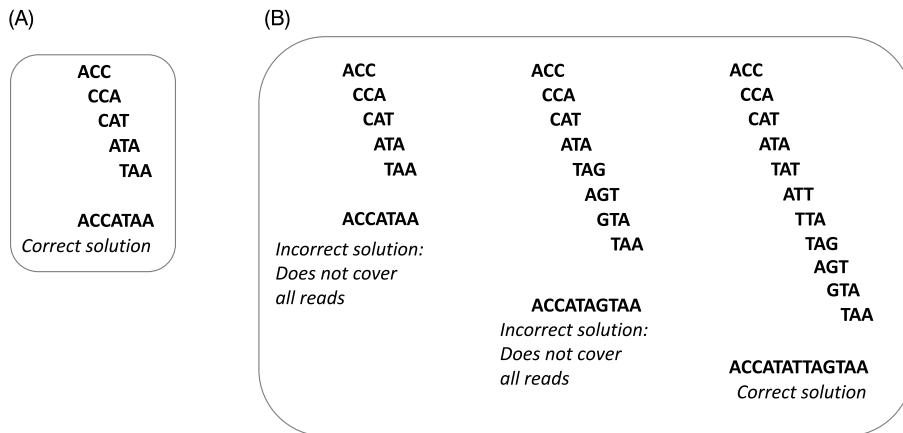 (A)
ACC
CCA
CAT
ATA
TAA
ACCATAA
Correct solution
(B)
ACC
CCA
CAT
ATA
TAA
ACCATAA
Incorrect solution:
Does not cover
all reads
ACC
CCA
CAT
ATA
TAG
AGT
GTA
TAA
ACCATAGTAA
Incorrect solution:
Does not cover
all reads
ACC
CCA
CAT
ATA
TAT
ATT
TTA
TAG
AGT
GTA
TAA
ACCATATTAGTAA
Correct solution